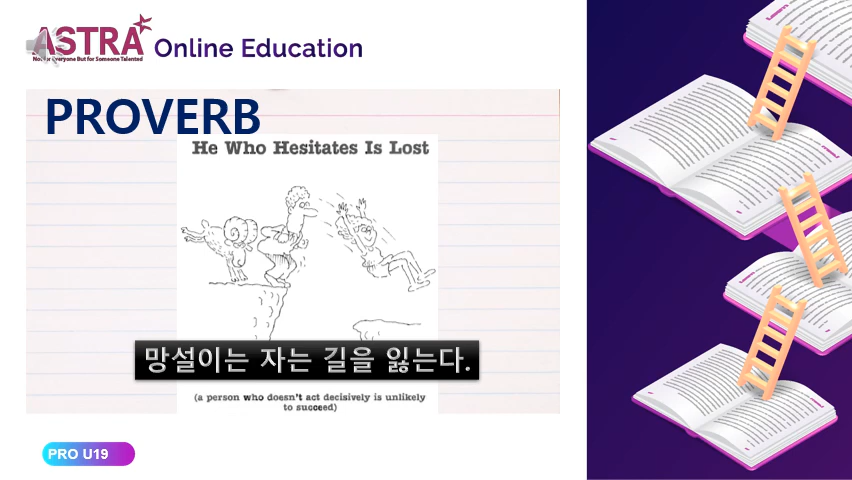 ASTRA
Not for Everyone But for Someone Talented
Online Education
PROVERB
He Who Hesitates Is Lost
망설이는 자는 길을 잃는다.
(a person who doesn't act decisively is unlikely
to succeed)
PRO U19